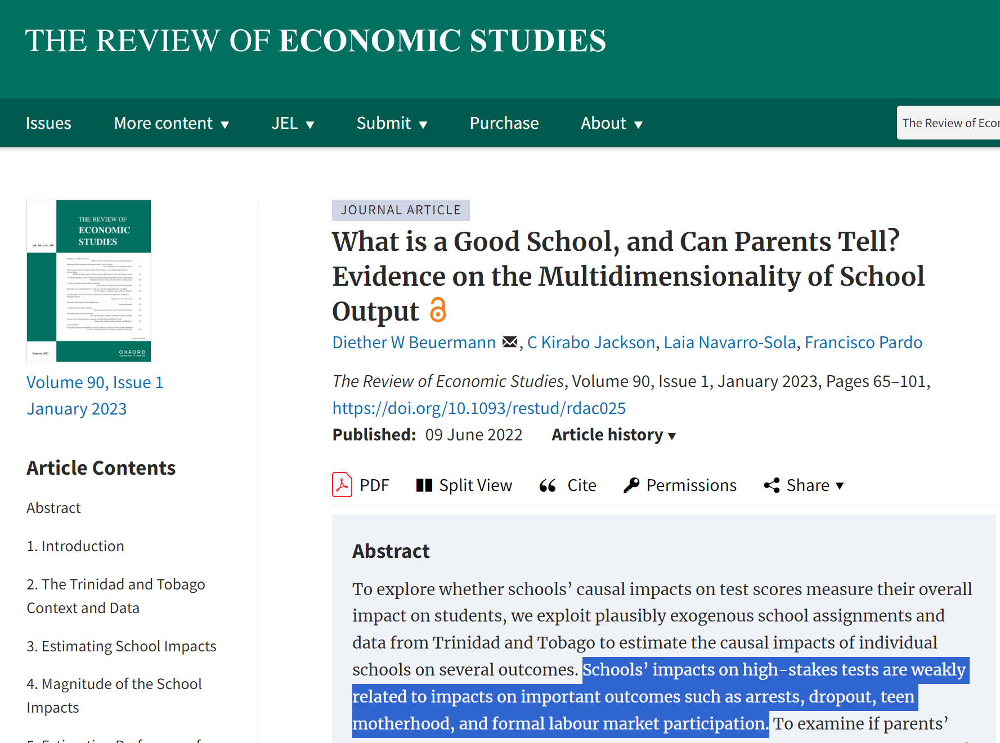 THE REVIEW OF ECONOMIC STUDIES
Issues
More content
JEL
Submit
Purchase
About
The Review of Econ
THE REVIEW OF
ECONOMIC
STUDIES
January 2023
OXFORD
UNIVERSITY PRESS
Volume 90, Issue 1
January 2023
Article Contents
Abstract
1. Introduction
2. The Trinidad and Tobago
Context and Data
3. Estimating School Impacts
4. Magnitude of the School
Impacts
JOURNAL ARTICLE
What is a Good School, and Can Parents Tell?
Evidence on the Multidimensionality of School
Output
Diether W Beuermann, C Kirabo Jackson, Laia Navarro-Sola, Francisco Pardo
The Review of Economic Studies, Volume 90, Issue 1, January 2023, Pages 65–101,
https://doi.org/10.1093/restud/rdac025
Published: 09 June 2022 Article history
PDF
Split View
Cite
Permissions
Share
Abstract
To explore whether schools’ causal impacts on test scores measure their overall
impact on students, we exploit plausibly exogenous school assignments and
data from Trinidad and Tobago to estimate the causal impacts of individual
schools on several outcomes. Schools’ impacts on high-stakes tests are weakly
related to impacts on important outcomes such as arrests, dropout, teen
motherhood, and formal labour market participation. To examine if parents’